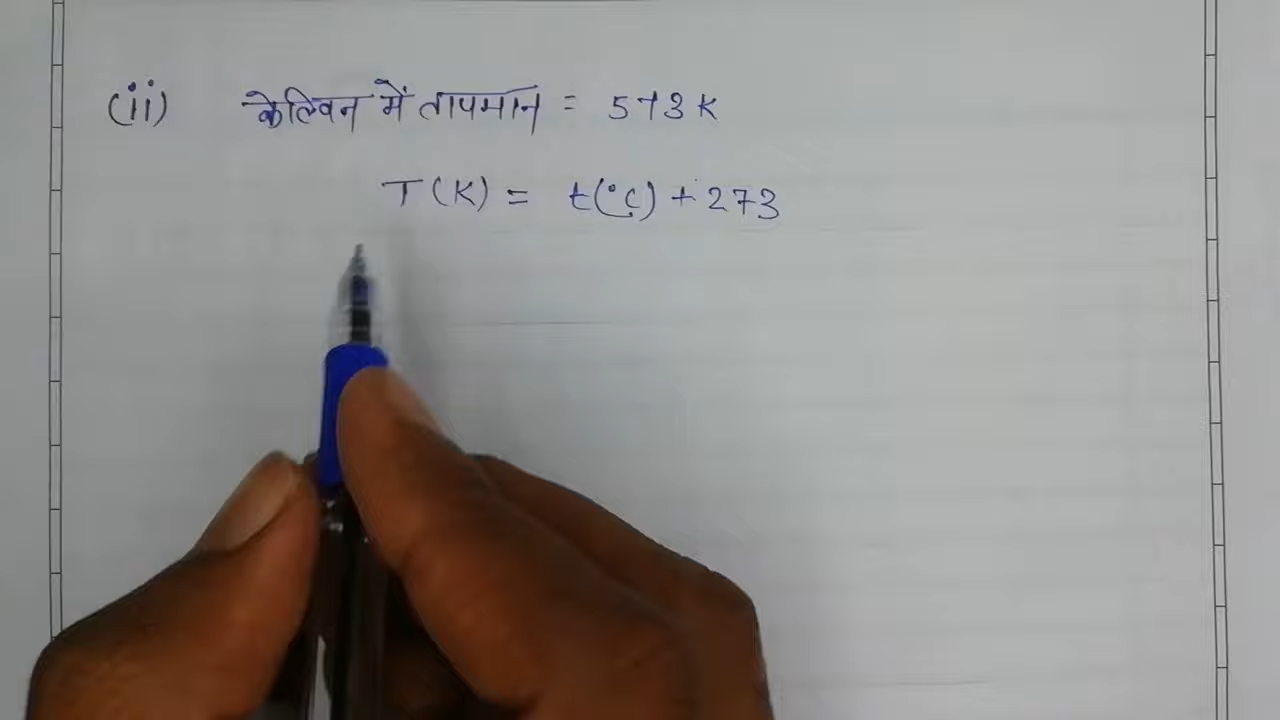 (ii) केल्विन में तापमान = 573 K
T(K) = t(°C) + 273